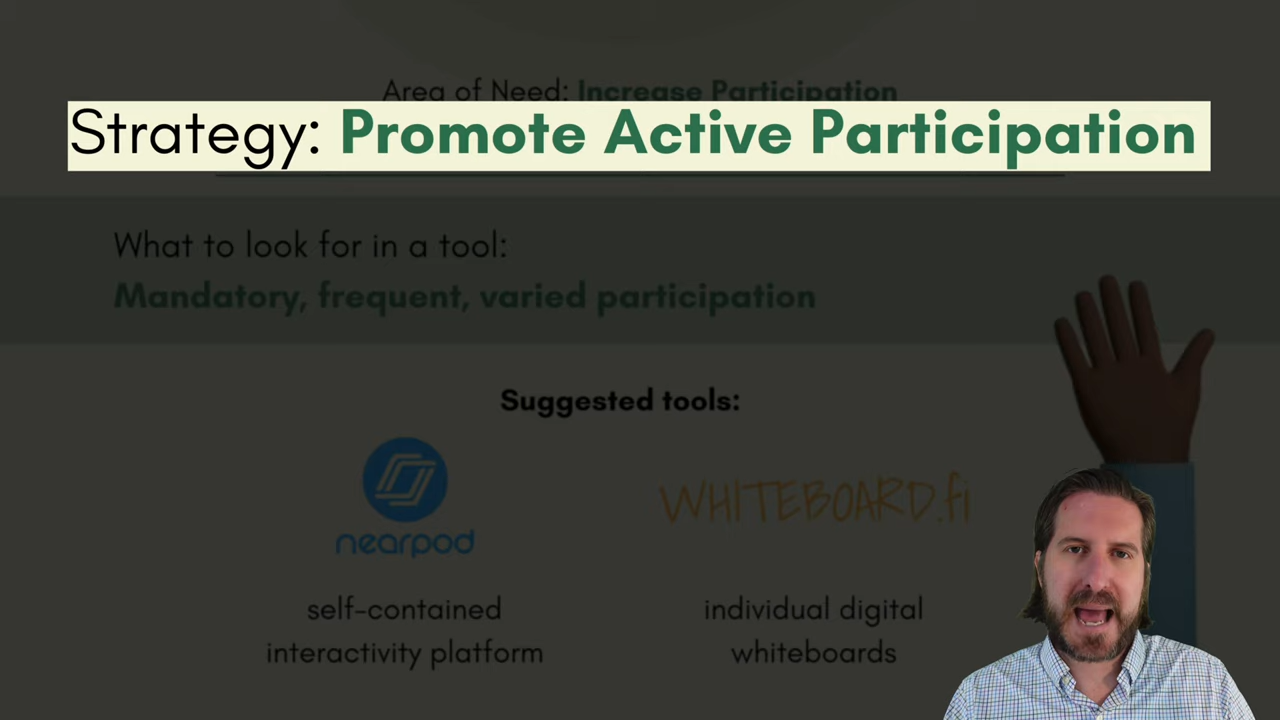 Area of Need: Increase Participation
Strategy: Promote Active Participation
What to look for in a tool:
Mandatory, frequent, varied participation
Suggested tools:
nearpod
WHITEBOARD.fi
self-contained
interactivity platform
individual digital
whiteboards